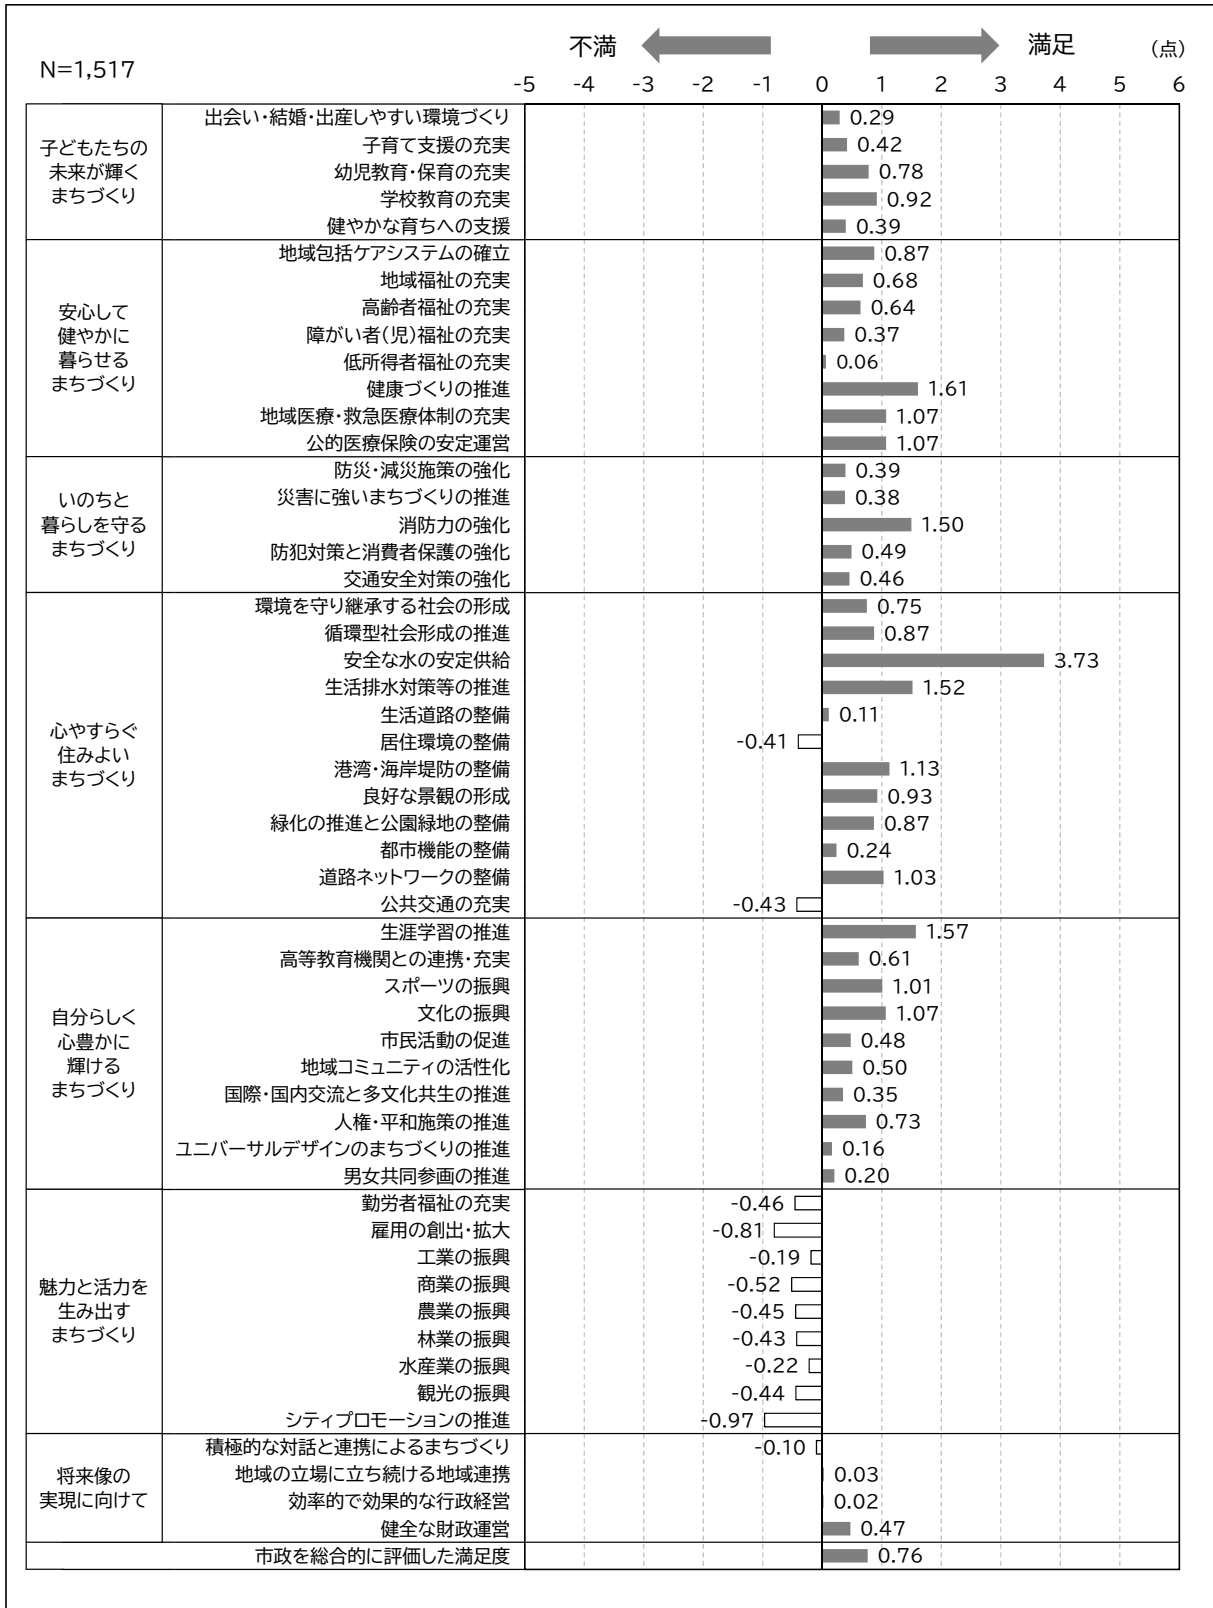 不満
満足
(点)
N=1,517
-5 -4 -3 -2 -1 0 1 2 3 4 5 6
子どもたちの
未来が輝く
まちづくり
出会い・結婚・出産しやすい環境づくり 0.29
子育て支援の充実 0.42
幼児教育・保育の充実 0.78
学校教育の充実 0.92
健やかな育ちへの支援 0.39
安心して
健やかに
暮らせる
まちづくり
地域包括ケアシステムの確立 0.87
地域福祉の充実 0.68
高齢者福祉の充実 0.64
障がい者(児)福祉の充実 0.37
低所得者福祉の充実 0.06
健康づくりの推進 1.61
地域医療・救急医療体制の充実 1.07
公的医療保険の安定運営 1.07
いのちと
暮らしを守る
まちづくり
防災・減災施策の強化 0.39
災害に強いまちづくりの推進 0.38
消防力の強化 1.50
防犯対策と消費者保護の強化 0.49
交通安全対策の強化 0.46
心やすらぐ
住みよい
まちづくり
環境を守り継承する社会の形成 0.75
循環型社会形成の推進 0.87
安全な水の安定供給 3.73
生活排水対策等の推進 1.52
生活道路の整備 0.11
居住環境の整備 -0.41
港湾・海岸堤防の整備 1.13
良好な景観の形成 0.93
緑化の推進と公園緑地の整備 0.87
都市機能の整備 0.24
道路ネットワークの整備 1.03
公共交通の充実 -0.43
自分らしく
心豊かに
輝ける
まちづくり
生涯学習の推進 1.57
高等教育機関との連携・充実 0.61
スポーツの振興 1.01
文化の振興 1.07
市民活動の促進 0.48
地域コミュニティの活性化 0.50
国際・国内交流と多文化共生の推進 0.35
人権・平和施策の推進 0.73
ユニバーサルデザインのまちづくりの推進 0.16
男女共同参画の推進 0.20
魅力と活力を
生み出す
まちづくり
勤労者福祉の充実 -0.46
雇用の創出・拡大 -0.81
工業の振興 -0.19
商業の振興 -0.52
農業の振興 -0.45
林業の振興 -0.43
水産業の振興 -0.22
観光の振興 -0.44
シティプロモーションの推進 -0.97
将来像の
実現に向けて
積極的な対話と連携によるまちづくり -0.10
地域の立場に立ち続ける地域連携 0.03
効率的で効果的な行政経営 0.02
健全な財政運営 0.47
市政を総合的に評価した満足度 0.76